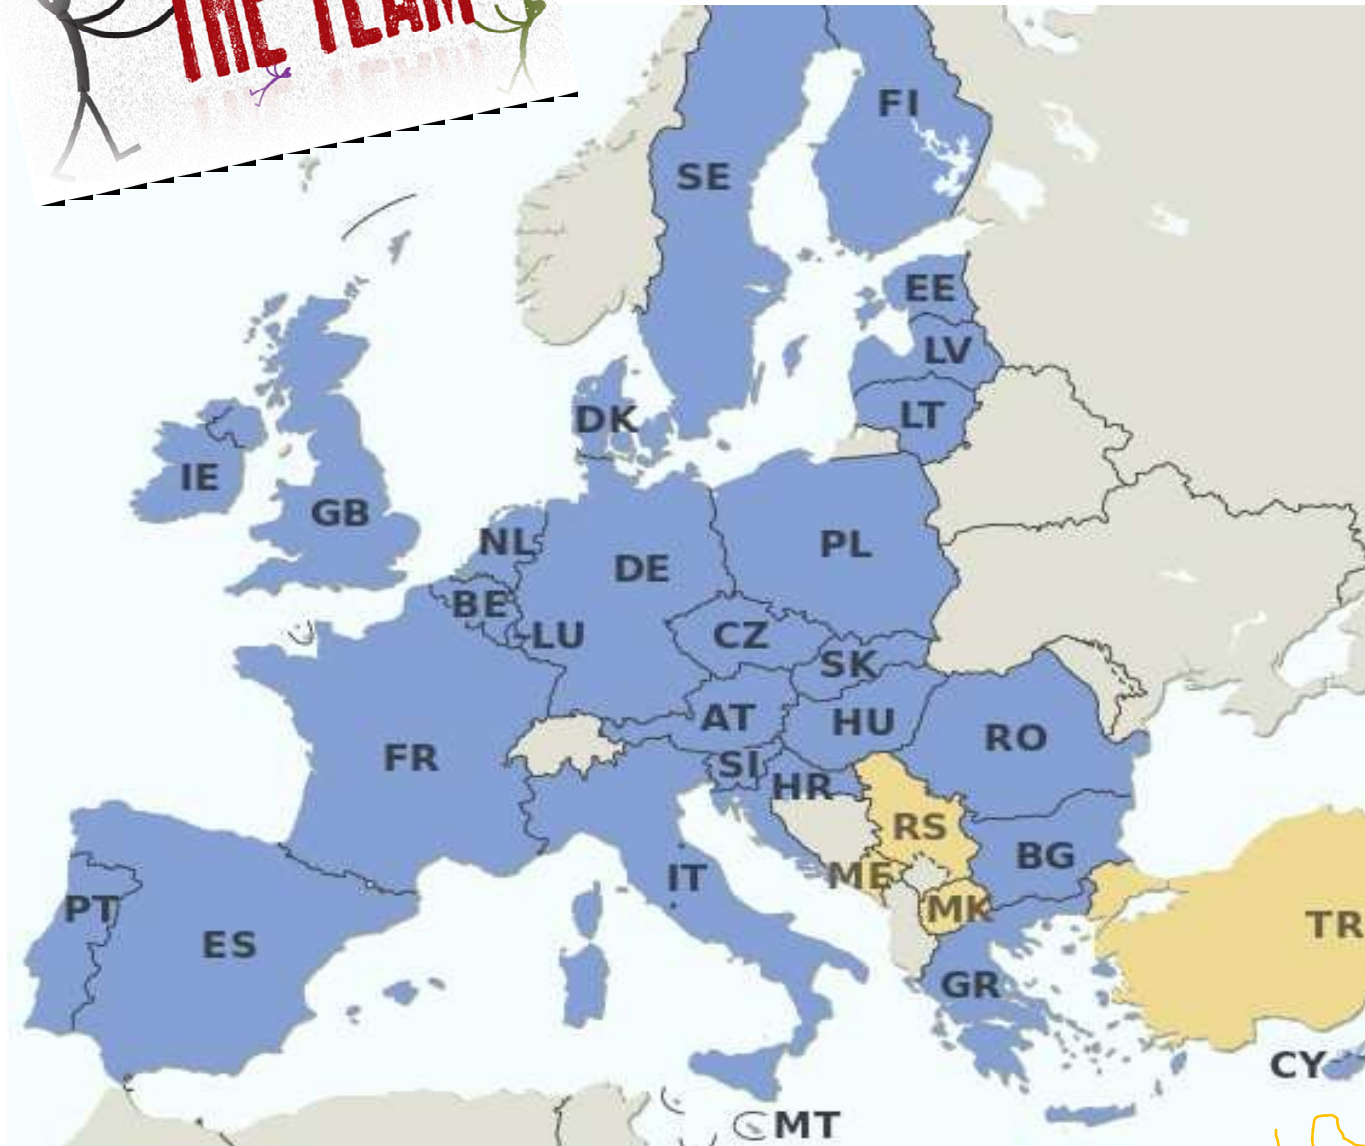 THE TEAM
FI
SE
EE
LV
LT
DK
IE
GB
NL
DE
PL
BE
LU
CZ
SK
AT
HU
RO
FR
SI
HR
RS
BG
IT
ME
MK
PT
ES
TR
GR
CY
MT